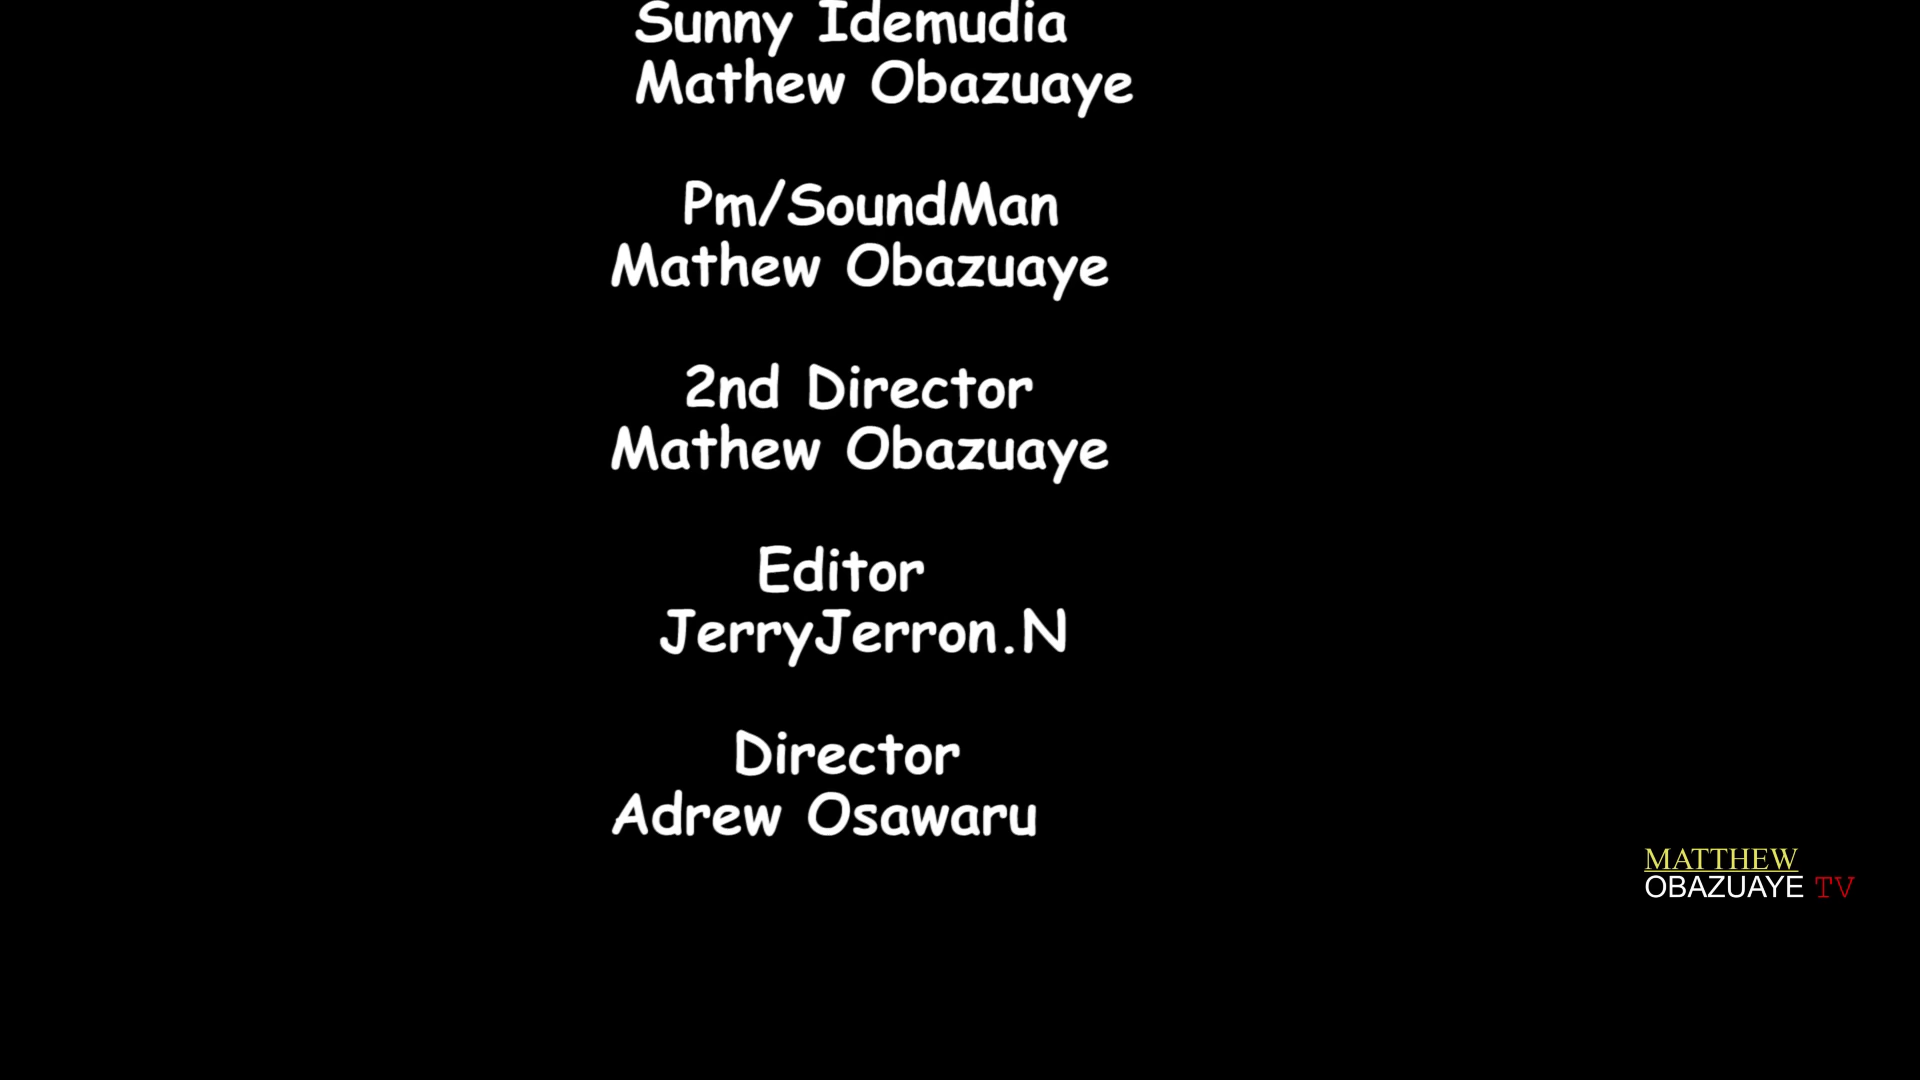 Sunny Idemudia
Mathew Obazuaye
Pm/SoundMan
Mathew Obazuaye
2nd Director
Mathew Obazuaye
Editor
JerryJerron.N
Director
Adrew Osawaru
MATTHEW
OBAZUAYE TV